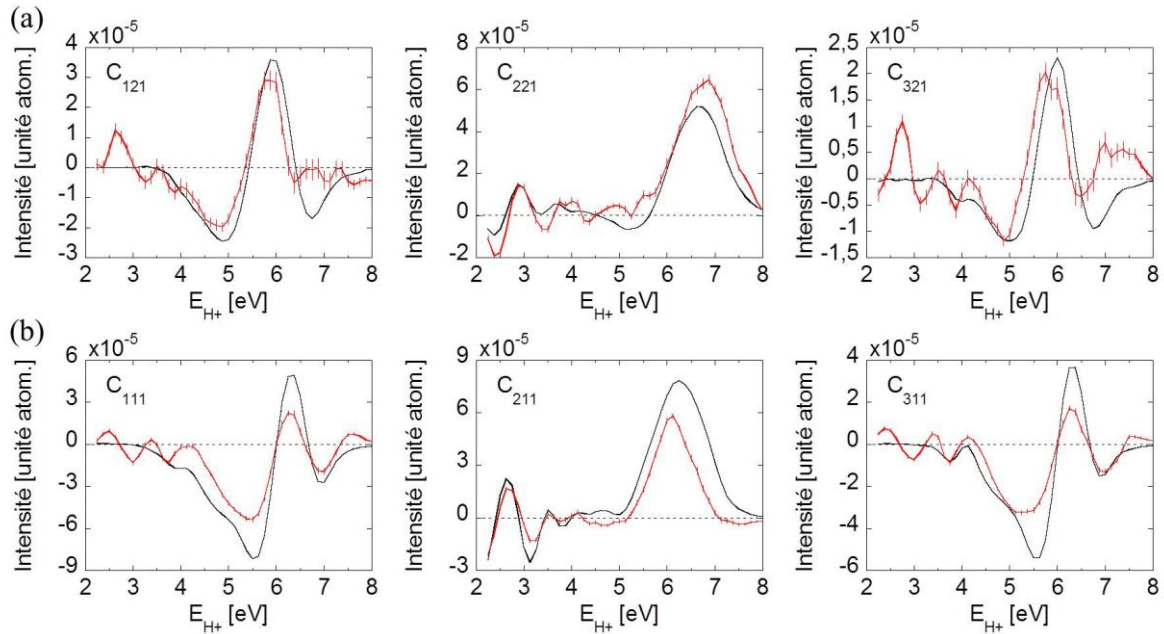 (a)
x10-5
Intensité [unité atom.]
C121
4
3
2
1
0
-1
-2
-3
2 3 4 5 6 7 8
EH+ [eV]
x10-5
Intensité [unité atom.]
C221
8
6
4
2
0
-2
2 3 4 5 6 7 8
EH+ [eV]
x10-5
Intensité [unité atom.]
C321
2,5
2
1,5
1
0,5
0
-0,5
-1
-1,5
2 3 4 5 6 7 8
EH+ [eV]
(b)
x10-5
Intensité [unité atom.]
C111
6
3
0
-3
-6
-9
2 3 4 5 6 7 8
EH+ [eV]
x10-5
Intensité [unité atom.]
C211
9
6
3
0
-3
2 3 4 5 6 7 8
EH+ [eV]
x10-5
Intensité [unité atom.]
C311
4
2
0
-2
-4
-6
2 3 4 5 6 7 8
EH+ [eV]